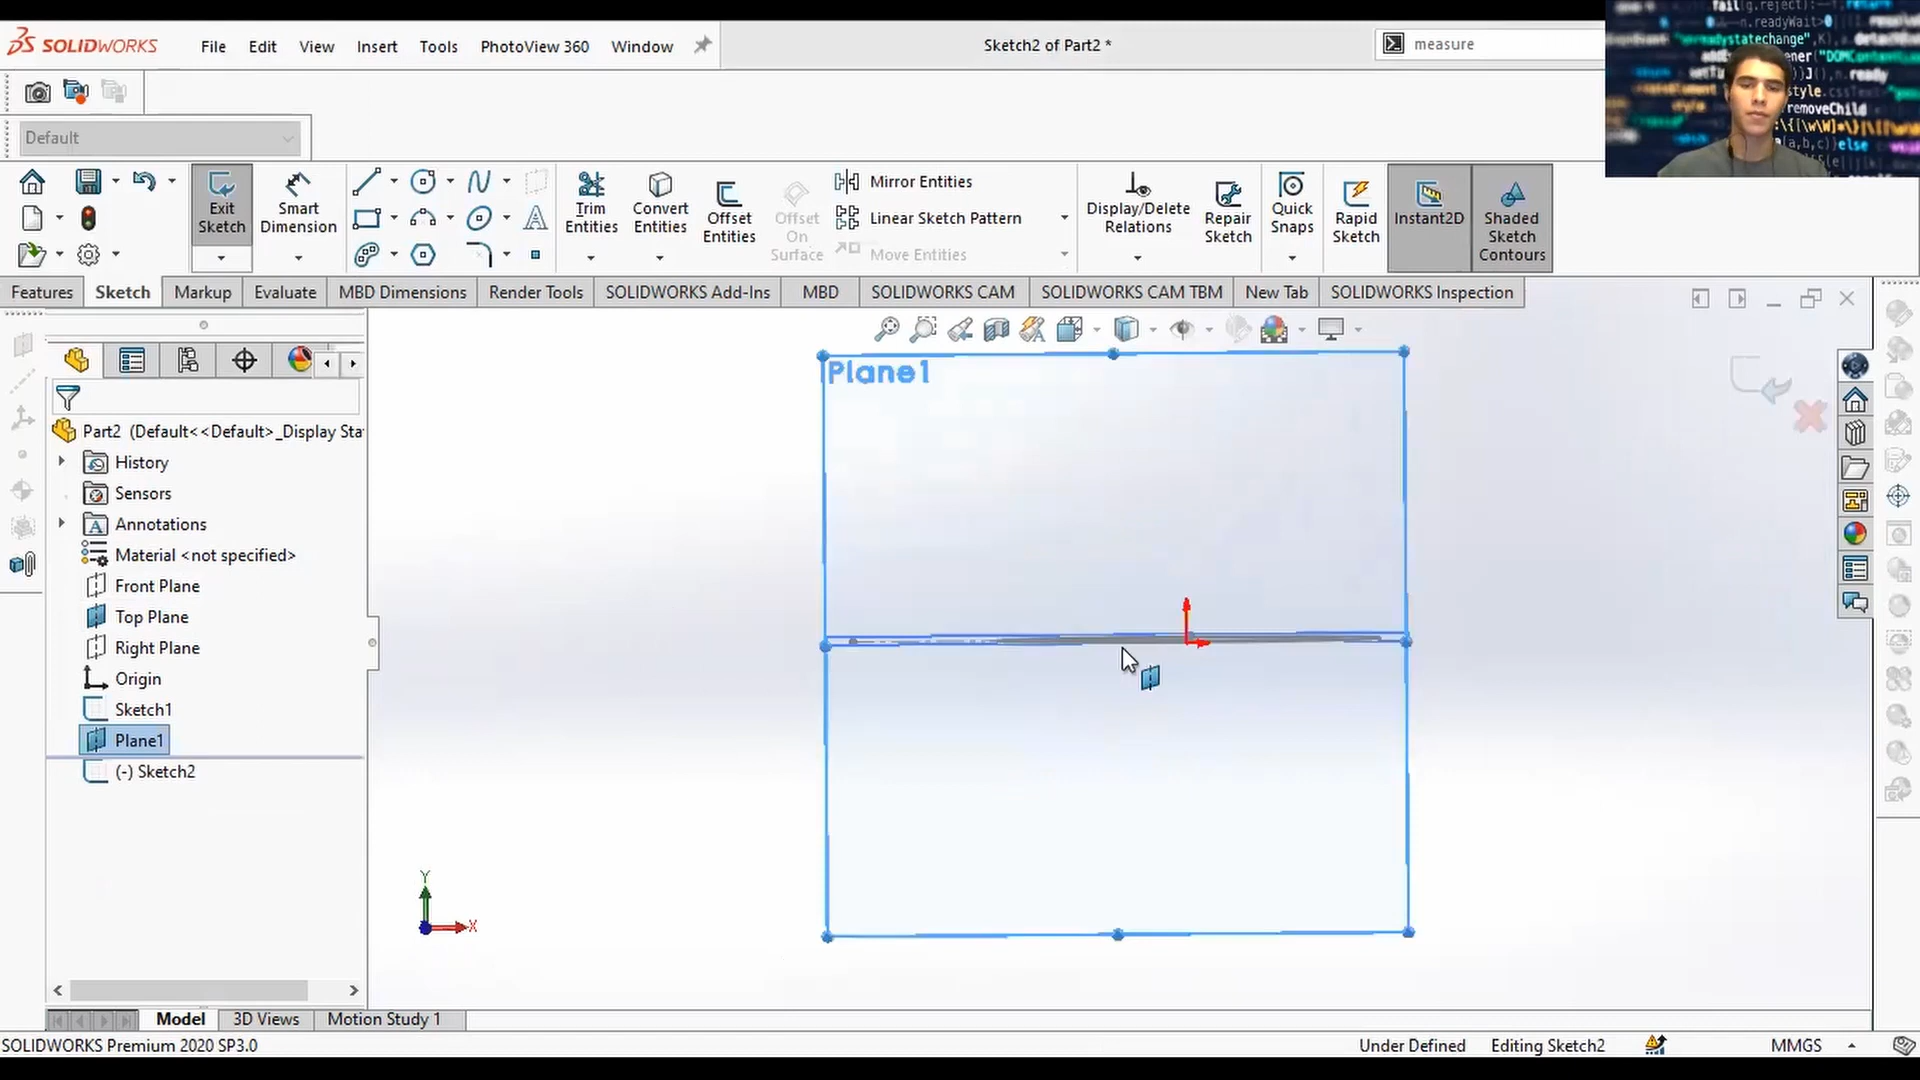 SOLIDWORKS File Edit View Insert Tools PhotoView 360 Window Sketch2 of Part2 * measure
Default
Exit Sketch
Smart Dimension
Trim Entities
Convert Entities
Offset Entities
Offset On Surface
Mirror Entities
Linear Sketch Pattern
Move Entities
Display/Delete Relations
Repair Sketch
Quick Snaps
Rapid Sketch
Instant2D
Shaded Sketch Contours
Features Sketch Markup Evaluate MBD Dimensions Render Tools SOLIDWORKS Add-Ins MBD SOLIDWORKS CAM SOLIDWORKS CAM TBM New Tab SOLIDWORKS Inspection
Plane1
Part2 (Default<<Default>_Display Sta
History
Sensors
Annotations
Material <not specified>
Front Plane
Top Plane
Right Plane
Origin
Sketch1
Plane1
(-) Sketch2
Y
X
Model 3D Views Motion Study 1
SOLIDWORKS Premium 2020 SP3.0 Under Defined Editing Sketch2 MMGS